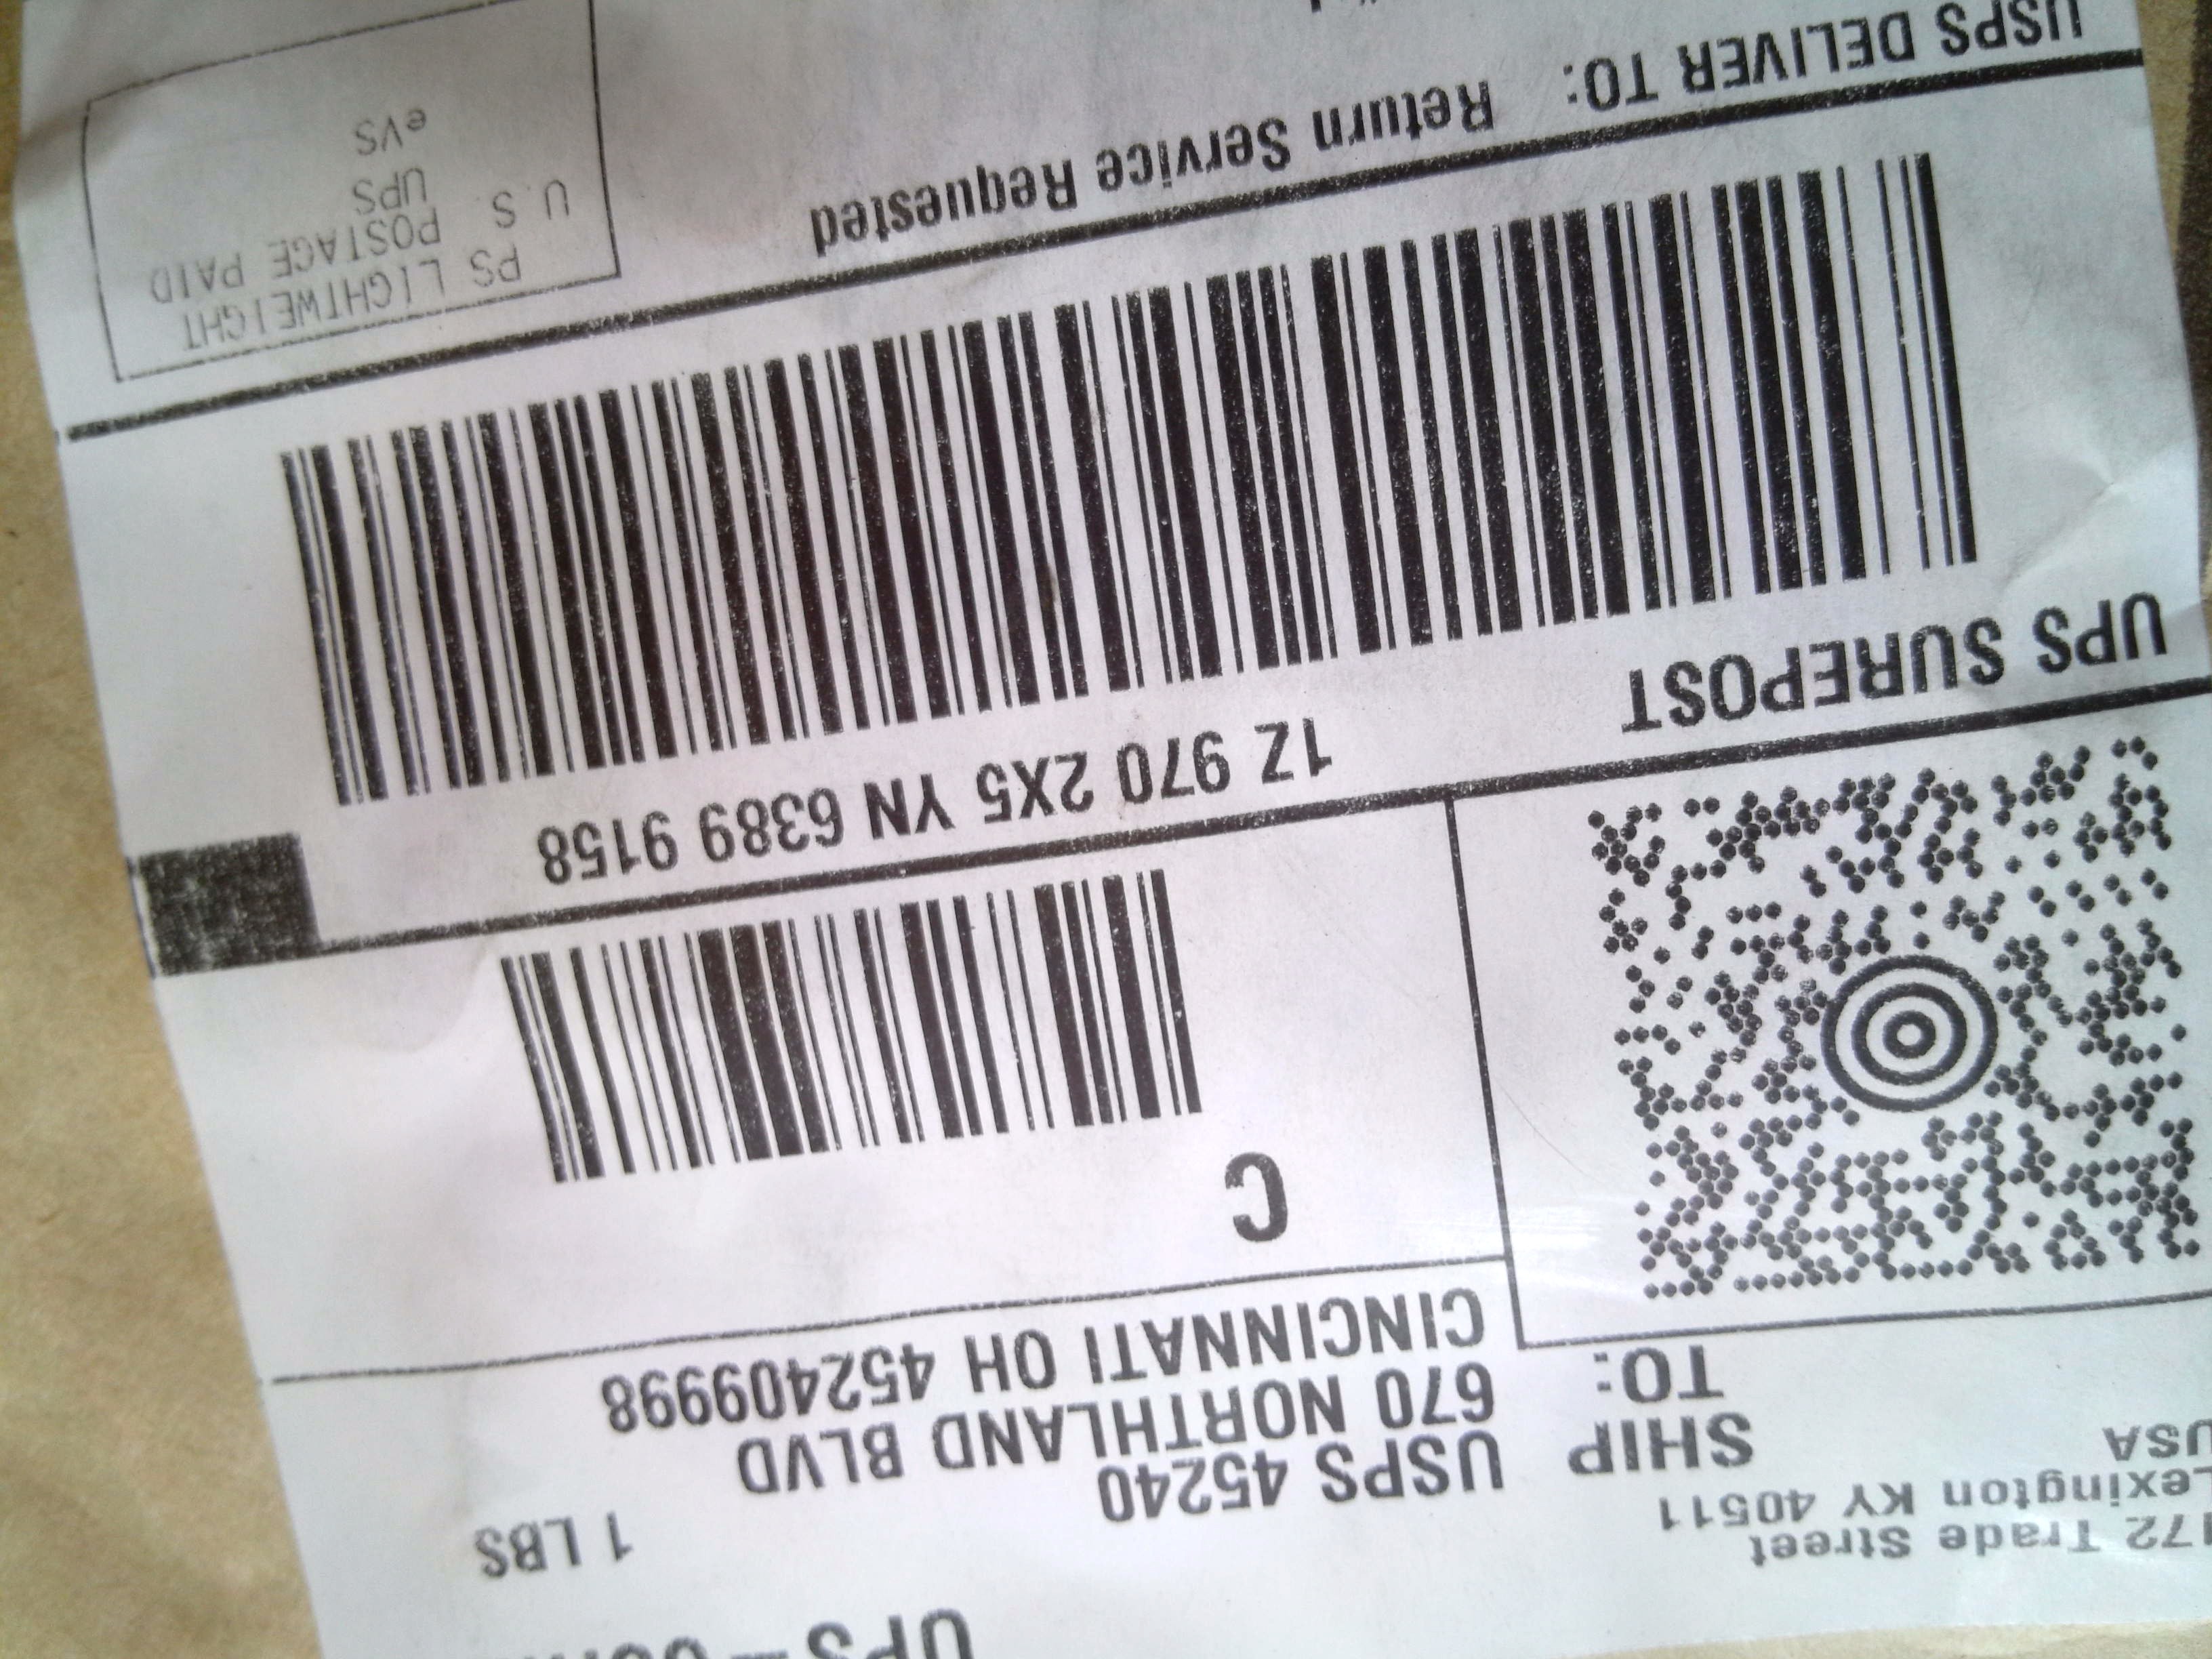 172 Trade Street
Lexington KY 40511
USA
1 LBS
SHIP
TO:
USPS 45240
670 NORTHLAND BLVD
CINCINNATI OH 452409998
C
UPS SUREPOST
1Z 970 2X5 YN 6389 9158
USPS DELIVER TO:
Return Service Requested
PS LIGHTWEIGHT
U.S. POSTAGE PAID
UPS
eVS